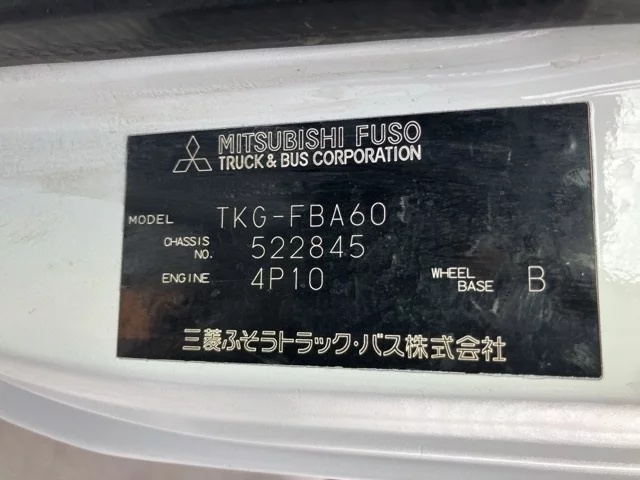 MITSUBISHI FUSO
TRUCK & BUS CORPORATION
MODEL TKG-FBA60
CHASSIS NO. 522845
ENGINE 4P10 WHEEL BASE B
三菱ふそうトラック・バス株式会社